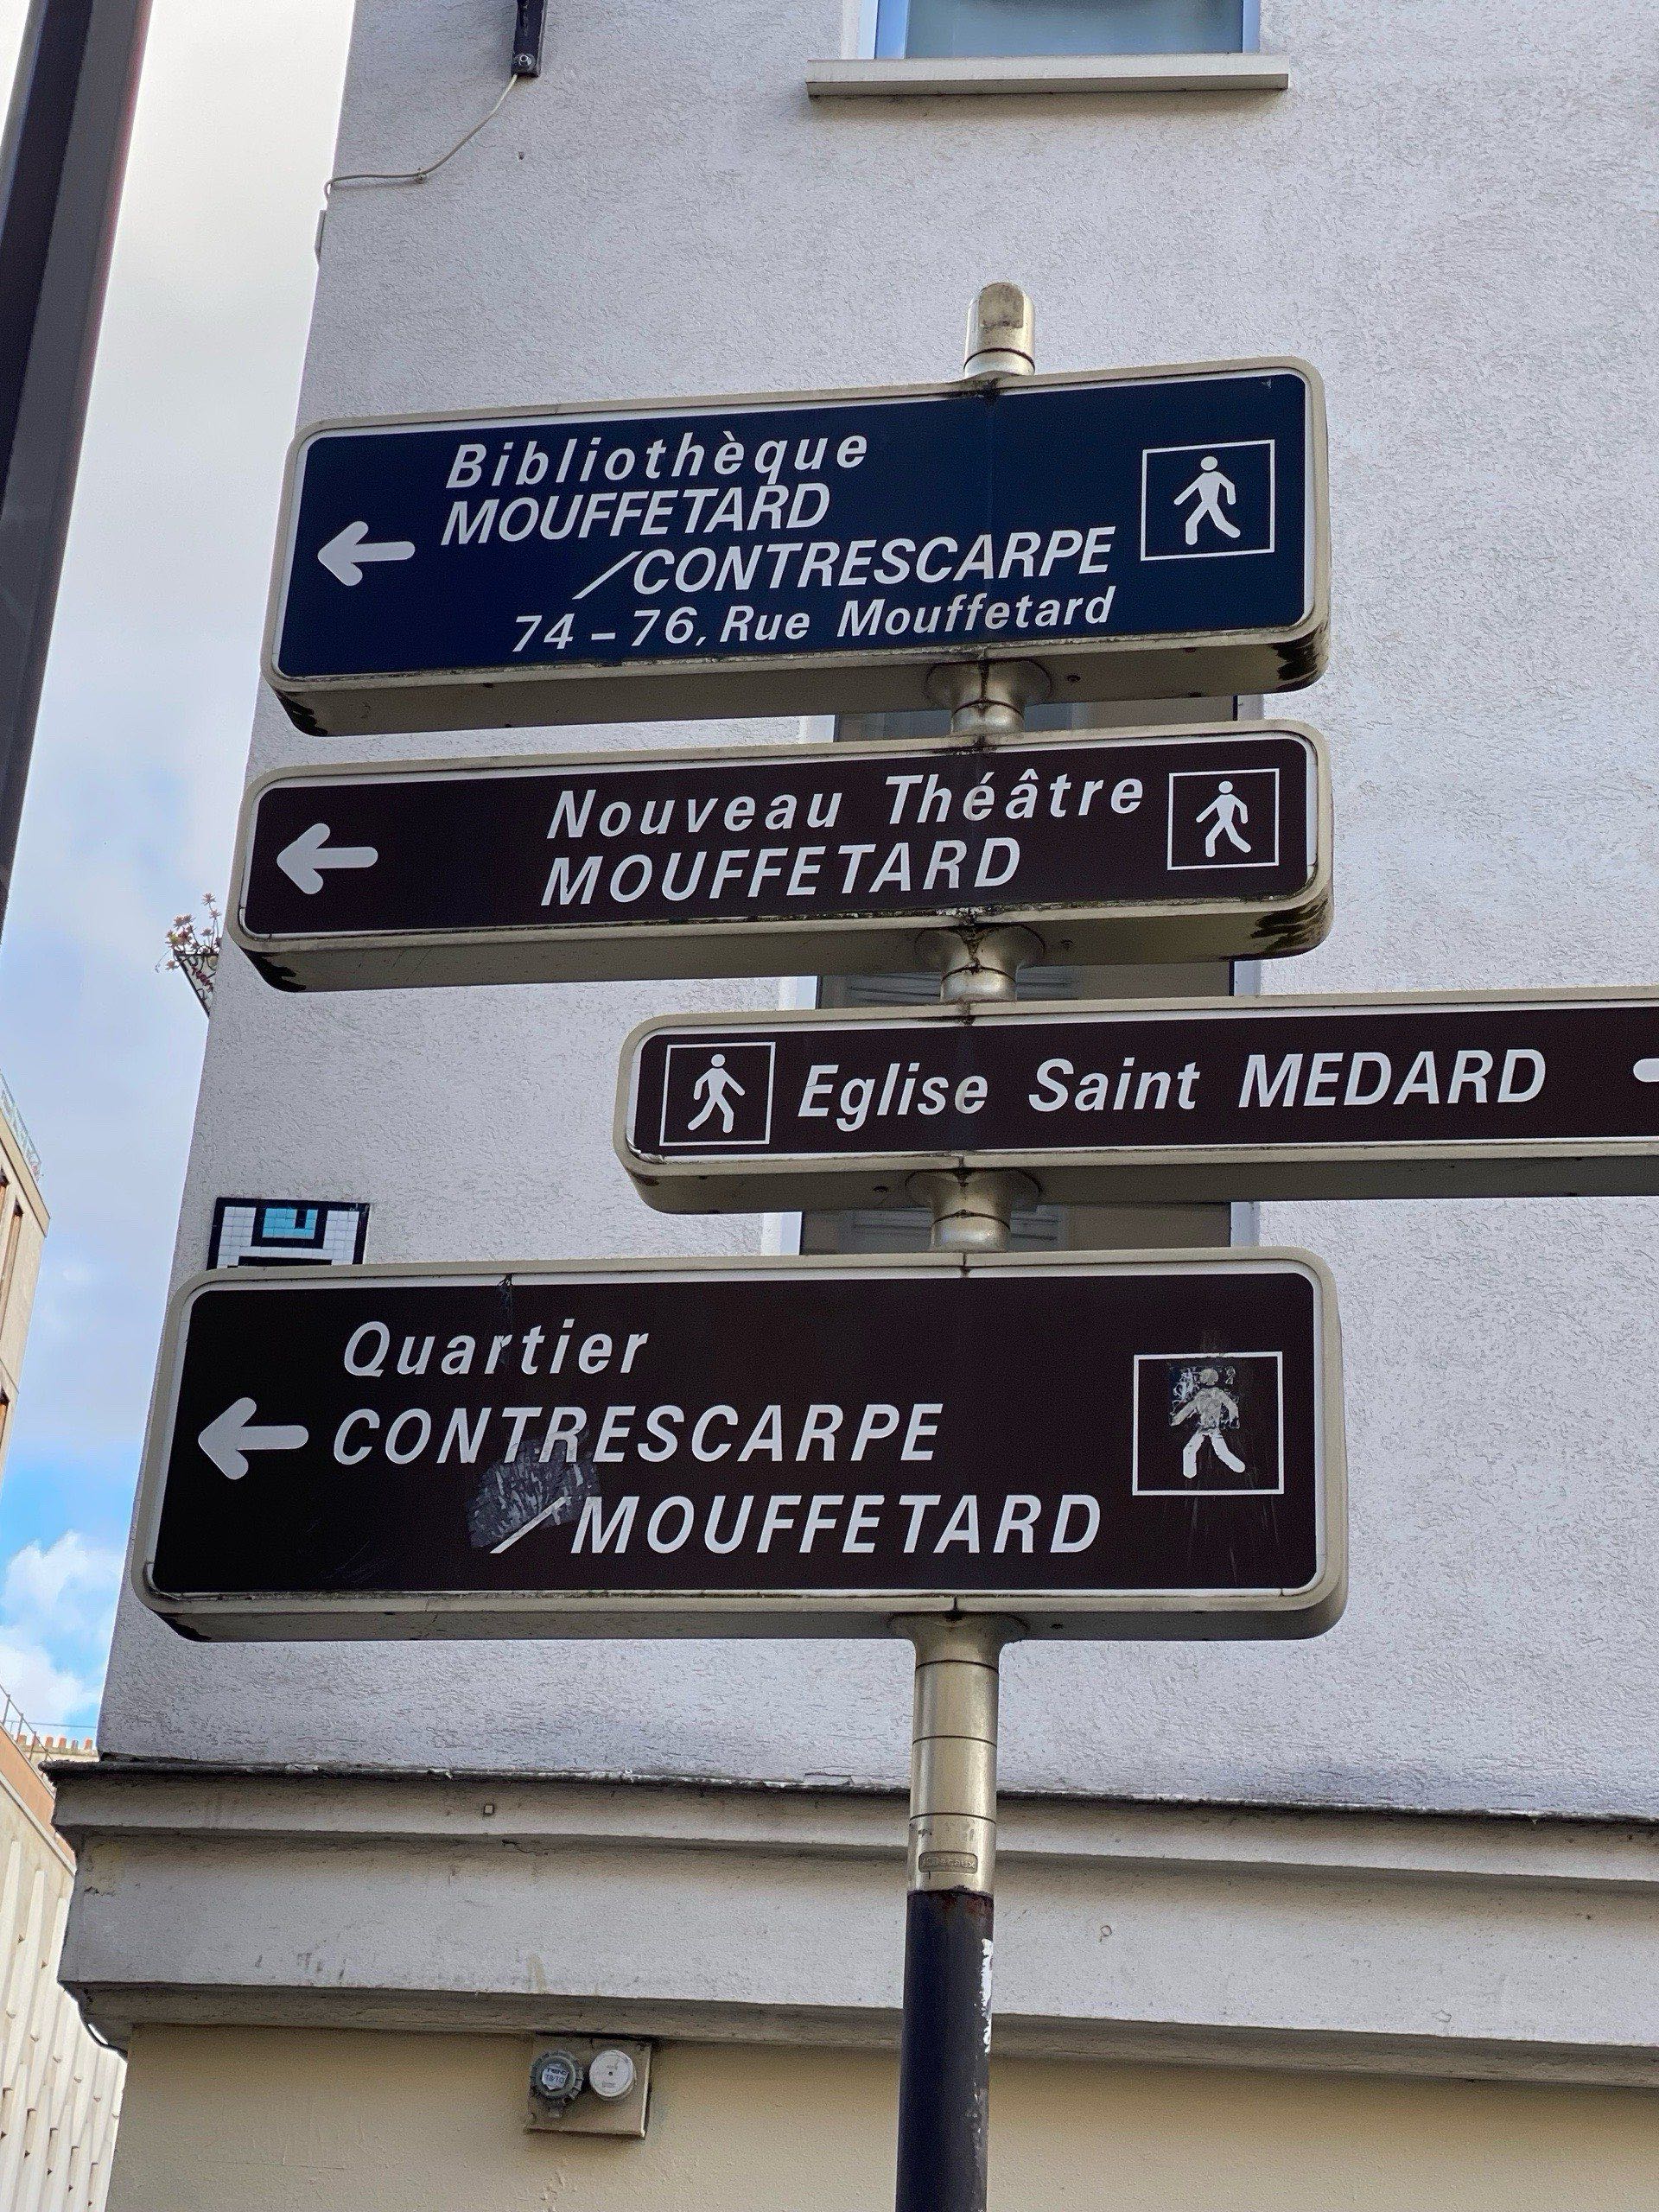 Bibliothèque
MOUFFETARD
/CONTRESCARPE
74-76, Rue Mouffetard
Nouveau Théâtre
MOUFFETARD
Eglise Saint MEDARD
Quartier
CONTRESCARPE
/MOUFFETARD